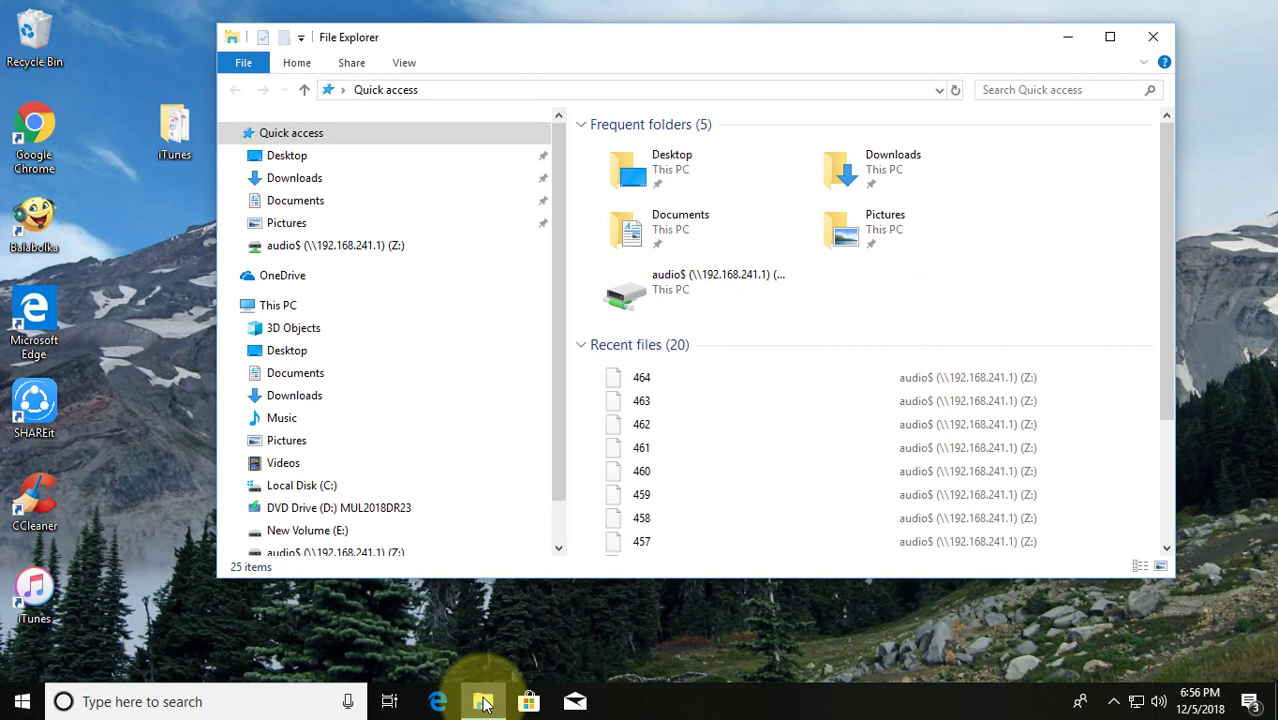 Recycle Bin
Google
Chrome
iTunes
Balabolka
Microsoft
Edge
SHAREit
CCleaner
iTunes
File Explorer
File
Home
Share
View
Quick access
Search Quick access
Quick access
Desktop
Downloads
Documents
Pictures
audio$ (\\192.168.241.1) (Z:)
OneDrive
This PC
3D Objects
Desktop
Documents
Downloads
Music
Pictures
Videos
Local Disk (C:)
DVD Drive (D:) MUL2018DR23
New Volume (E:)
audio$ (\\192.168.241.1) (Z:)
Frequent folders (5)
Desktop
This PC
Downloads
This PC
Documents
This PC
Pictures
This PC
audio$ (\\192.168.241.1) (...
This PC
Recent files (20)
464 audio$ (\\192.168.241.1) (Z:)
463 audio$ (\\192.168.241.1) (Z:)
462 audio$ (\\192.168.241.1) (Z:)
461 audio$ (\\192.168.241.1) (Z:)
460 audio$ (\\192.168.241.1) (Z:)
459 audio$ (\\192.168.241.1) (Z:)
458 audio$ (\\192.168.241.1) (Z:)
457 audio$ (\\192.168.241.1) (Z:)
25 items
Type here to search
6:56 PM
12/5/2018
3